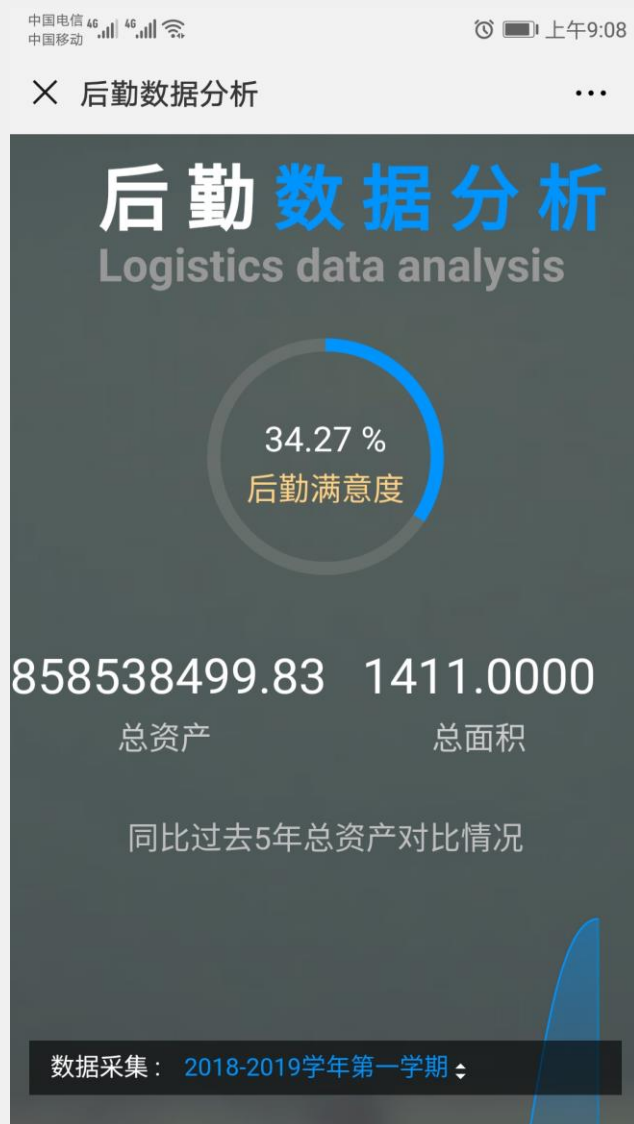 中国电信 4G 4G 上午9:08
中国移动
后勤数据分析
后勤数据分析
Logistics data analysis
34.27 %
后勤满意度
858538499.83 1411.0000
总资产 总面积
同比过去5年总资产对比情况
数据采集： 2018-2019学年第一学期